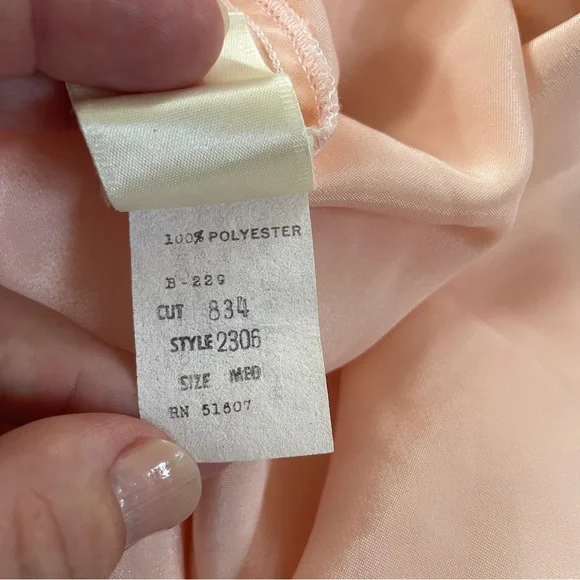 100% POLYESTER
B-229
CUT 834
STYLE 2306
SIZE MED
RN 51607